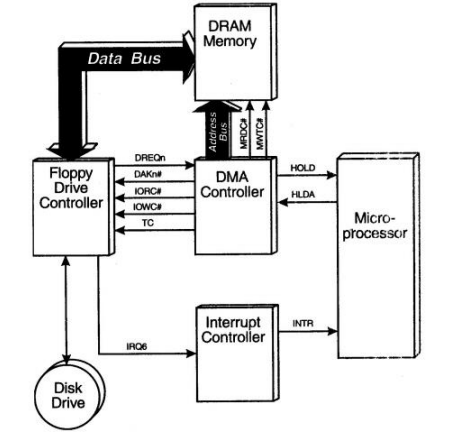 DRAM
Memory
Data Bus
Address
Bus
MRDC#
MWTC#
Floppy
Drive
Controller
DREQn
DAKn#
IORC#
IOWC#
TC
DMA
Controller
HOLD
HLDA
Micro-
processor
Interrupt
Controller
INTR
IRQ6
Disk
Drive